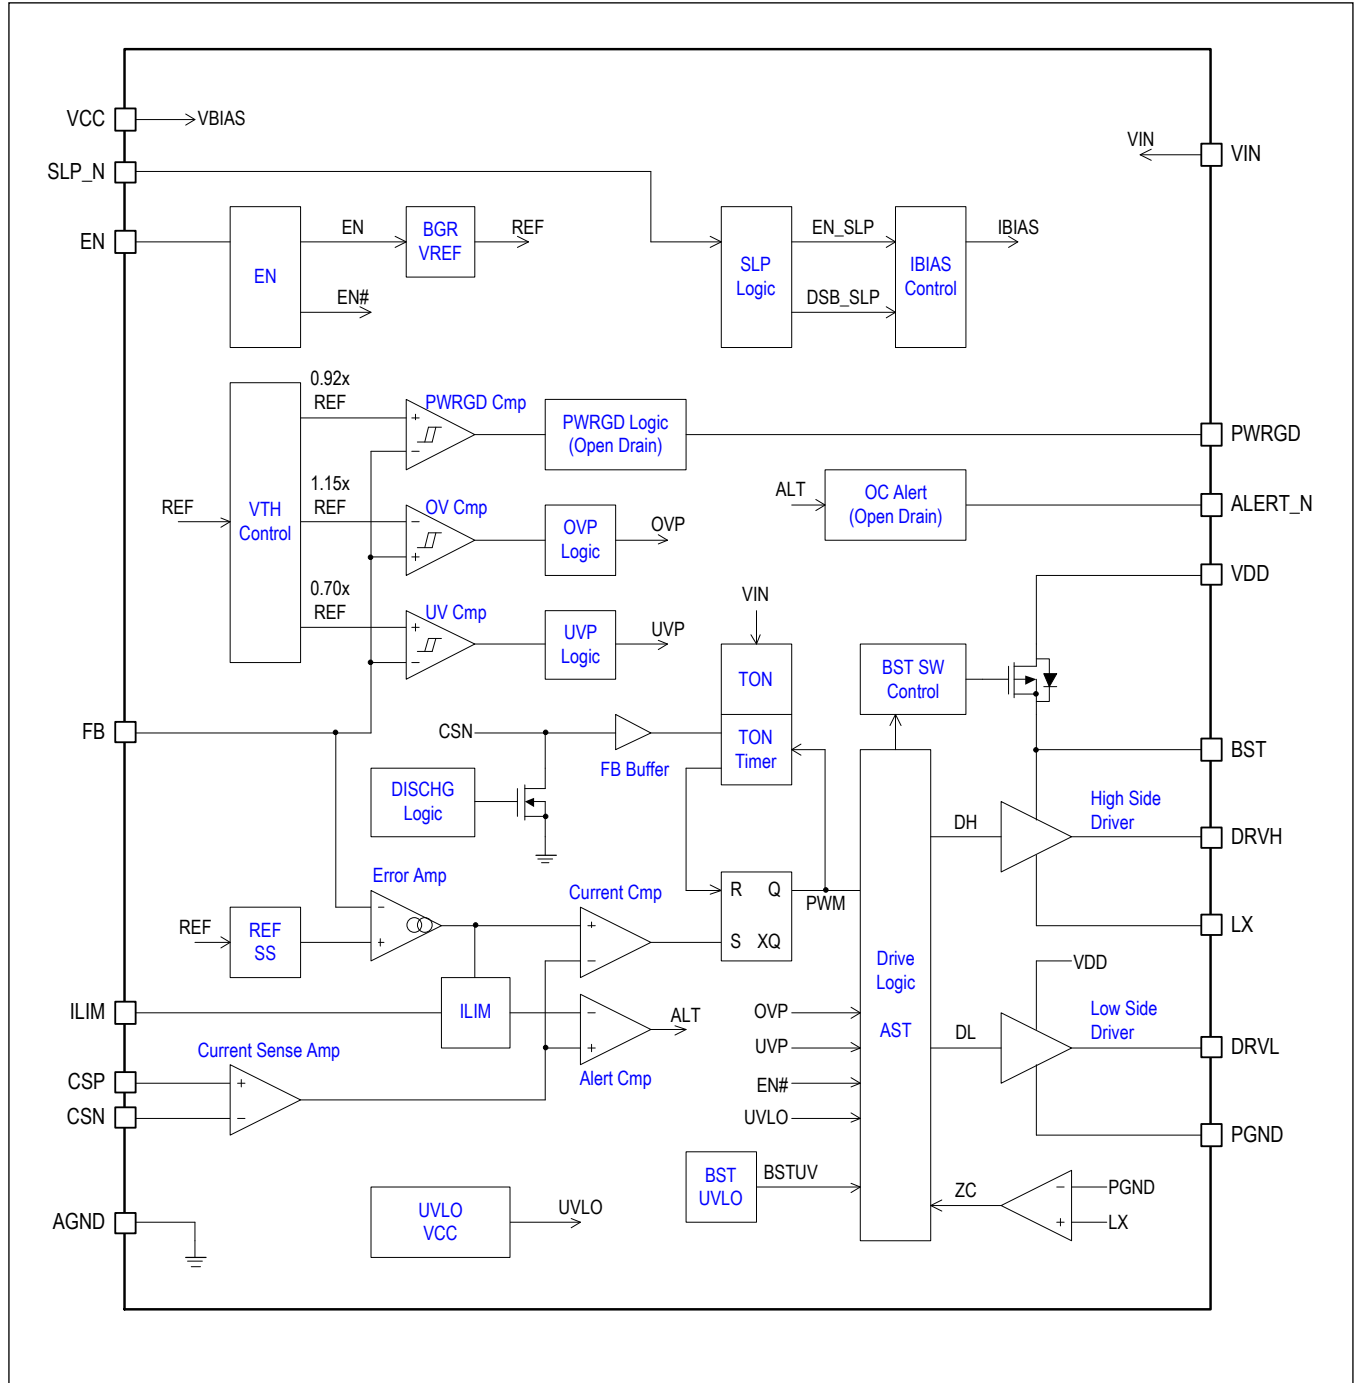 VCC
VBIAS
VIN
VIN
SLP_N
EN
EN
EN
EN#
BGR
VREF
REF
SLP
Logic
EN_SLP
DSB_SLP
IBIAS
Control
IBIAS
0.92x
REF
PWRGD Cmp
+
−
PWRGD Logic
(Open Drain)
PWRGD
REF
VTH
Control
1.15x
REF
OV Cmp
−
+
OVP
Logic
OVP
ALT
OC Alert
(Open Drain)
ALERT_N
0.70x
REF
UV Cmp
+
−
UVP
Logic
UVP
VIN
VDD
TON
BST SW
Control
FB
CSN
FB Buffer
TON
Timer
BST
DISCHG
Logic
DH
High Side
Driver
DRVH
Error Amp
−
+
REF
REF
SS
Current Cmp
+
−
R Q
S XQ
PWM
LX
Drive
Logic
AST
VDD
ILIM
ILIM
−
+
Alert Cmp
ALT
OVP
UVP
EN#
UVLO
DL
Low Side
Driver
DRVL
Current Sense Amp
CSP
CSN
+
−
PGND
BST
UVLO
BSTUV
ZC
−
+
PGND
LX
AGND
UVLO
VCC
UVLO